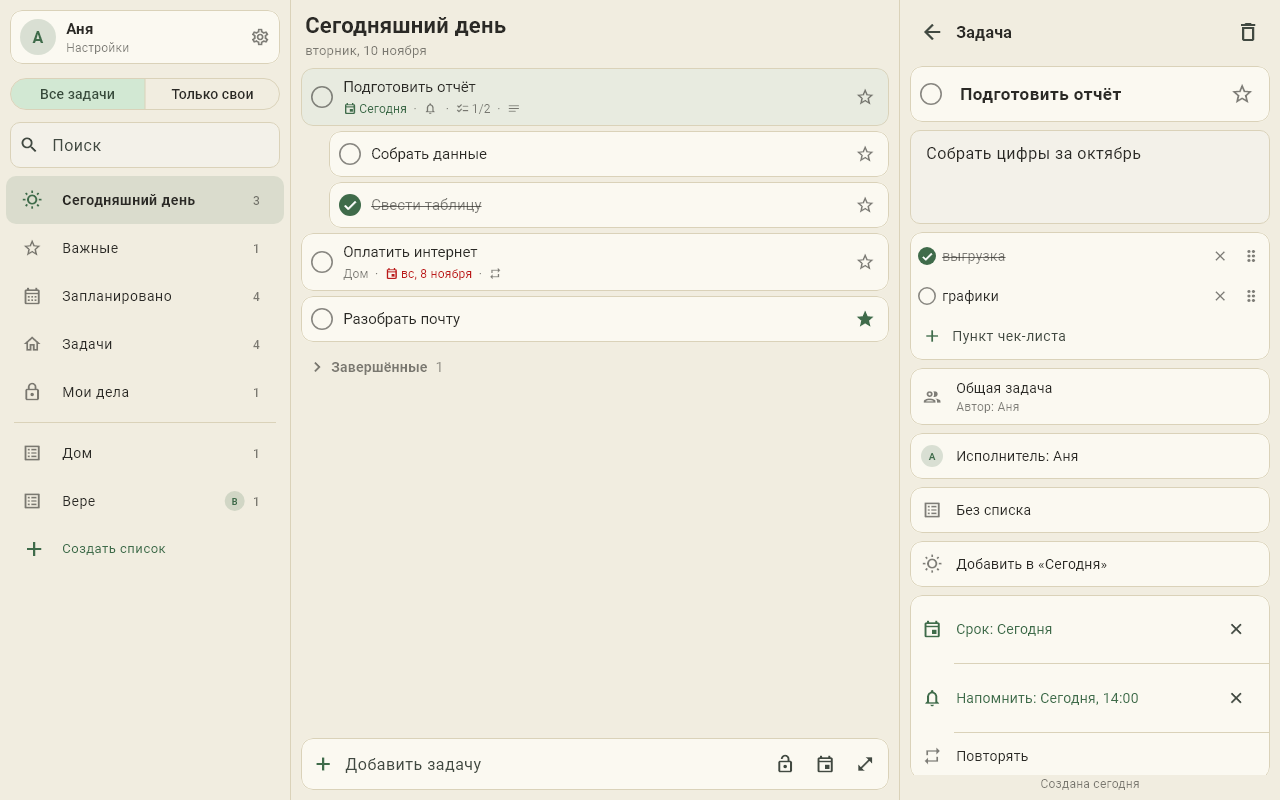 А
Аня
Настройки
Все задачи
Только свои
Поиск
Сегодняшний день 3
Важные 1
Запланировано 4
Задачи 4
Мои дела 1
Дом 1
Вере В 1
Создать список
Сегодняшний день
вторник, 10 ноября
Подготовить отчёт
Сегодня · · 1/2 ·
Собрать данные
Свести таблицу
Оплатить интернет
Дом · вс, 8 ноября ·
Разобрать почту
Завершённые 1
Добавить задачу
Задача
Подготовить отчёт
Собрать цифры за октябрь
выгрузка
графики
Пункт чек-листа
Общая задача
Автор: Аня
А Исполнитель: Аня
Без списка
Добавить в «Сегодня»
Срок: Сегодня
Напомнить: Сегодня, 14:00
Повторять
Создана сегодня